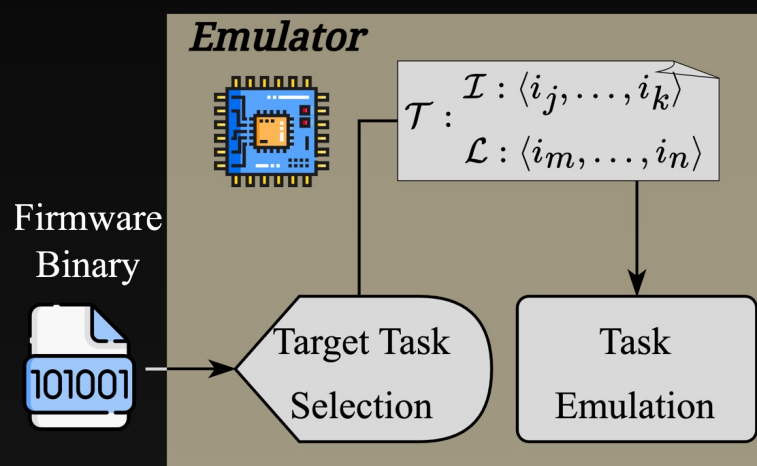 Emulator
𝓘 : ⟨i_j, . . . , i_k⟩
𝓣 :
𝓛 : ⟨i_m, . . . , i_n⟩
Firmware
Binary
101001
Target Task
Selection
Task
Emulation